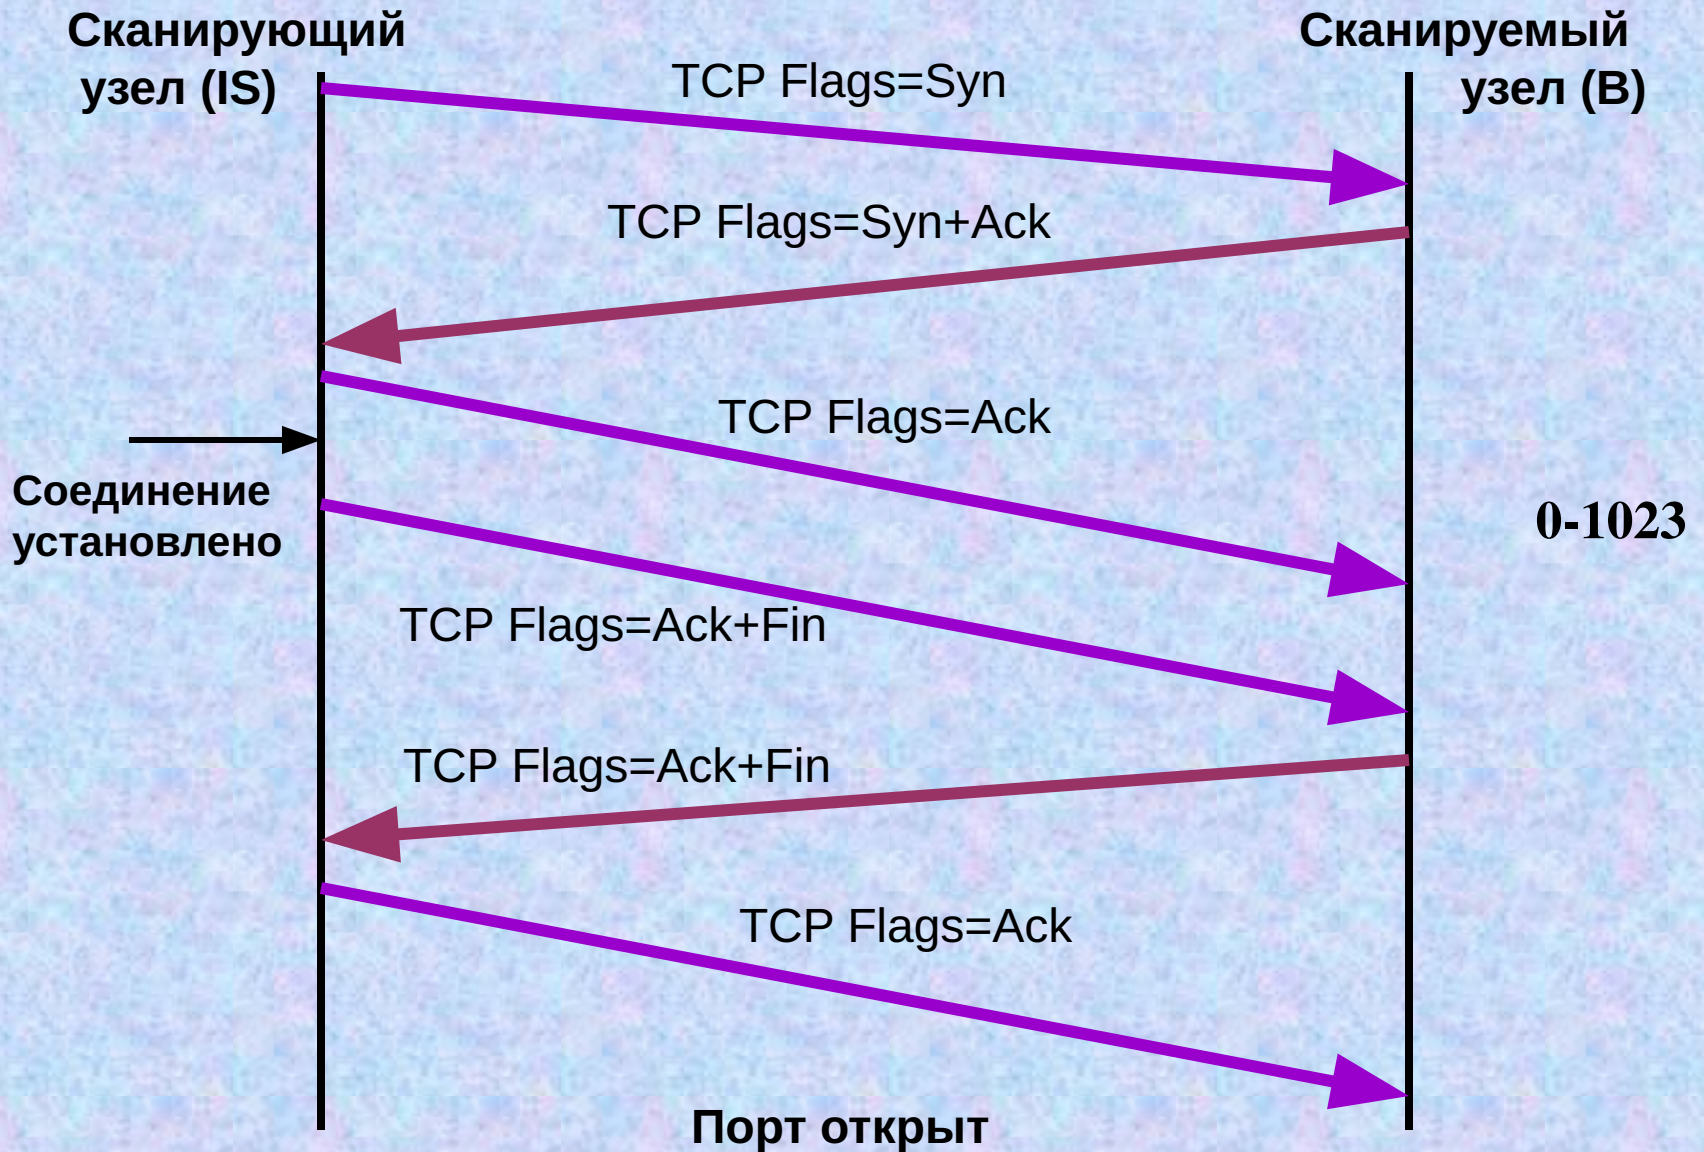 Сканирующий
узел (IS)
Сканируемый
узел (В)
TCP Flags=Syn
TCP Flags=Syn+Ack
TCP Flags=Ack
Соединение
установлено
0-1023
TCP Flags=Ack+Fin
TCP Flags=Ack+Fin
TCP Flags=Ack
Порт открыт